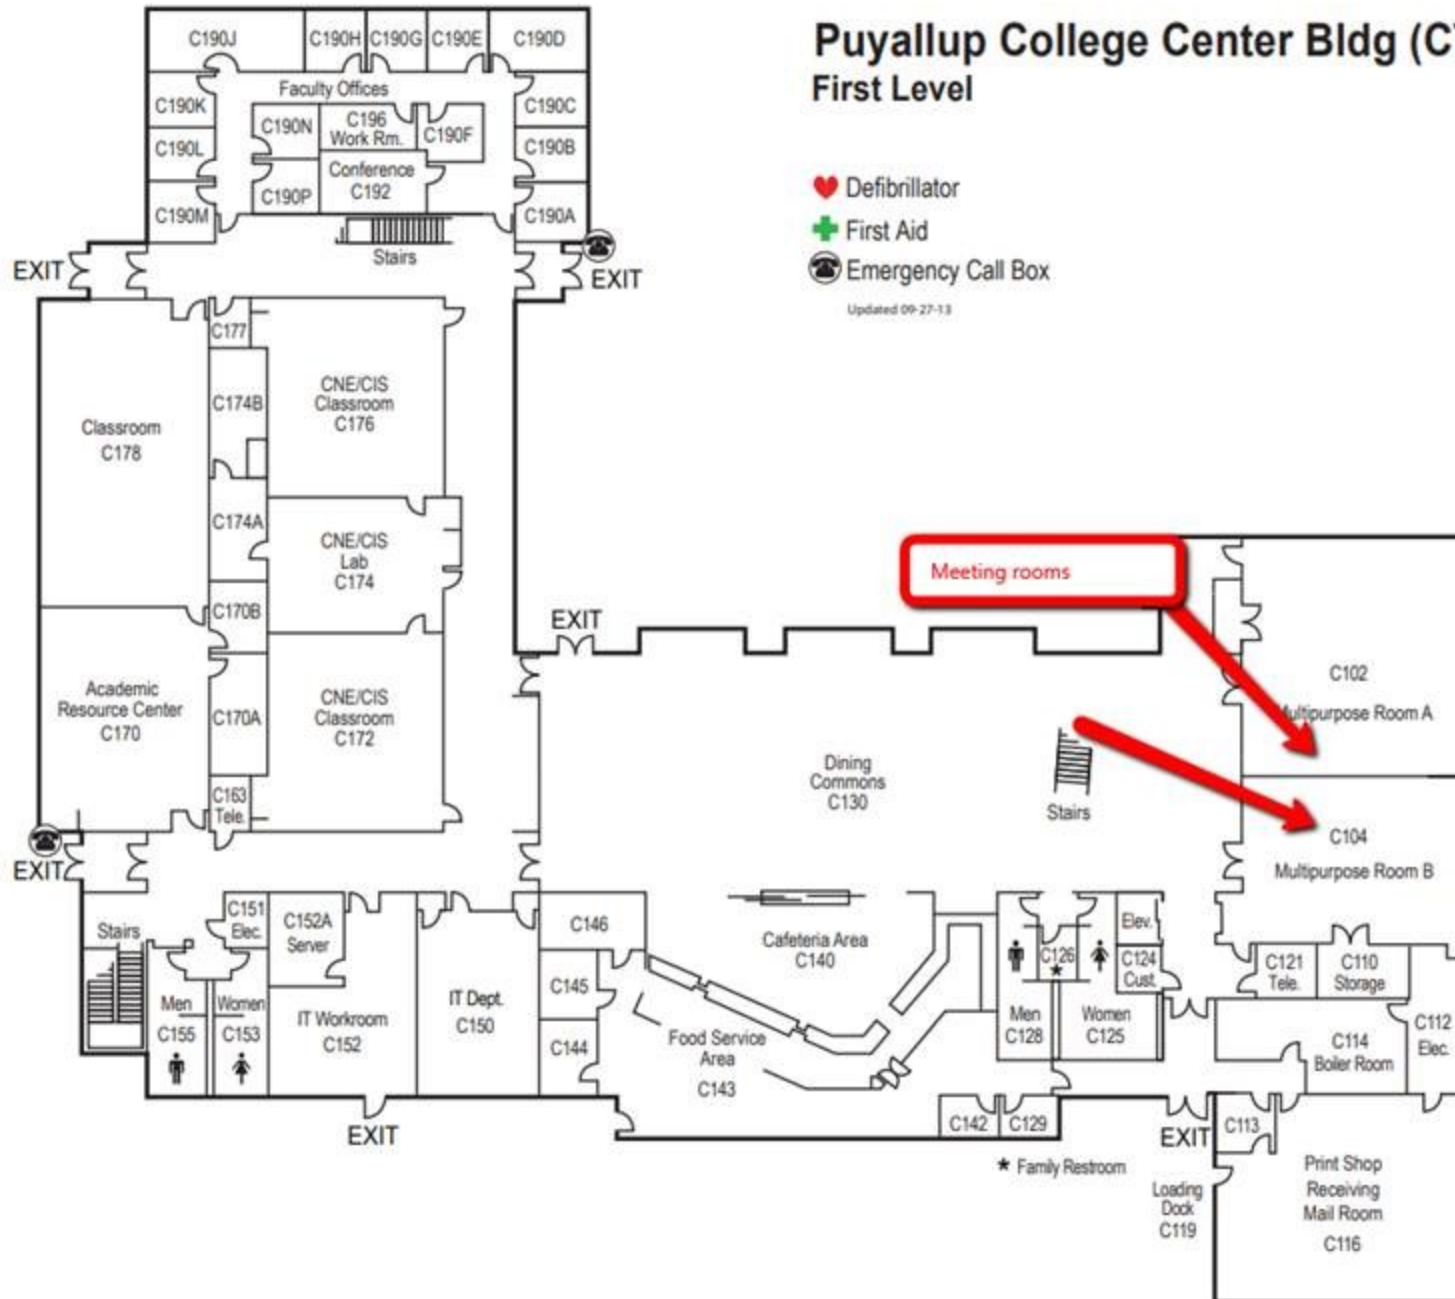 Puyallup College Center Bldg (C
First Level
Defibrillator
First Aid
Emergency Call Box
Updated 09-27-13
C190J
C190H
C190G
C190E
C190D
Faculty Offices
C190K
C190C
C190N
C196
Work Rm.
C190F
C190L
C190B
Conference
C192
C190P
C190M
C190A
Stairs
EXIT
EXIT
C177
CNE/CIS
Classroom
C176
C174B
Classroom
C178
C174A
CNE/CIS
Lab
C174
Meeting rooms
C170B
EXIT
C102
Multipurpose Room A
Academic
Resource Center
C170
C170A
CNE/CIS
Classroom
C172
Dining
Commons
C130
Stairs
C163
Tele.
C104
Multipurpose Room B
EXIT
Stairs
C151
Elec.
C152A
Server
C146
Cafeteria Area
C140
Elev.
C126
*
C124
Cust.
C121
Tele.
C110
Storage
C145
Men
C155
Women
C153
IT Workroom
C152
IT Dept.
C150
Men
C128
Women
C125
C112
Elec.
C114
Boiler Room
C144
Food Service
Area
C143
EXIT
C142
C129
EXIT
C113
* Family Restroom
Loading
Dock
C119
Print Shop
Receiving
Mail Room
C116